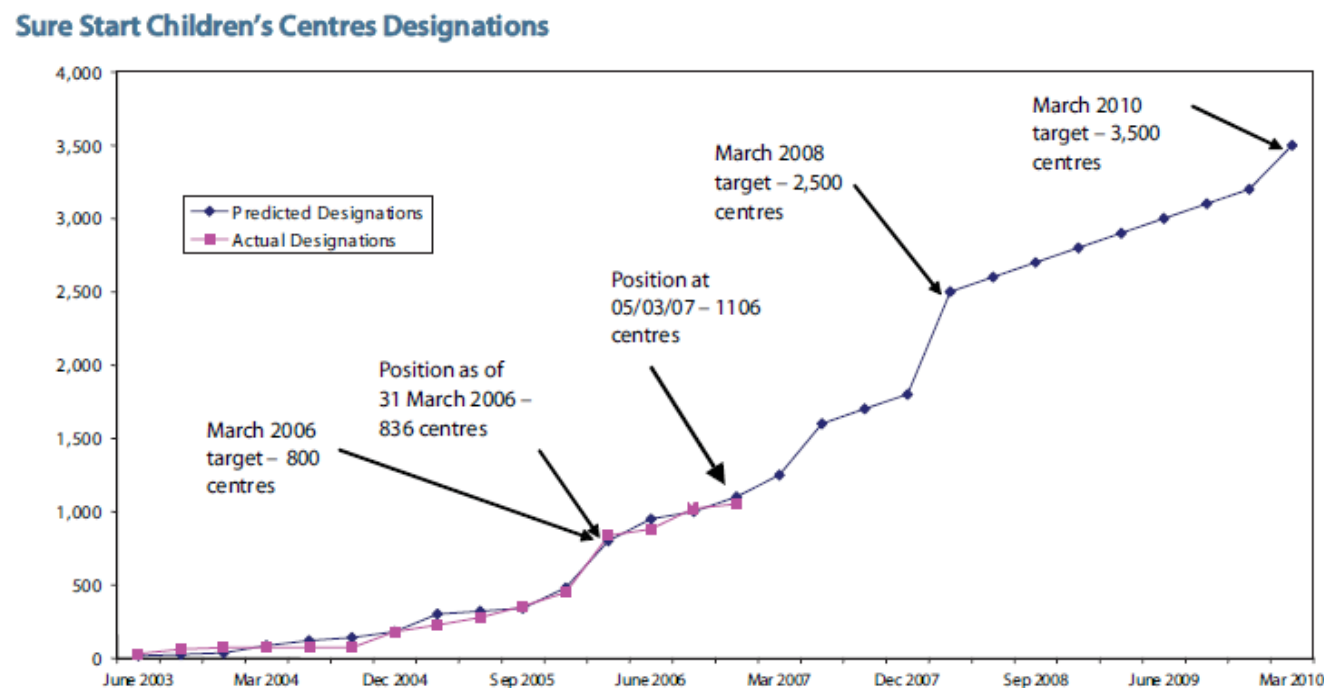 Sure Start Children's Centres Designations
4,000
3,500
3,000
2,500
2,000
1,500
1,000
500
0
Predicted Designations
Actual Designations
March 2006
target – 800
centres
Position as of
31 March 2006 –
836 centres
Position at
05/03/07 – 1106
centres
March 2008
target – 2,500
centres
March 2010
target – 3,500
centres
June 2003
Mar 2004
Dec 2004
Sep 2005
June 2006
Mar 2007
Dec 2007
Sep 2008
June 2009
Mar 2010